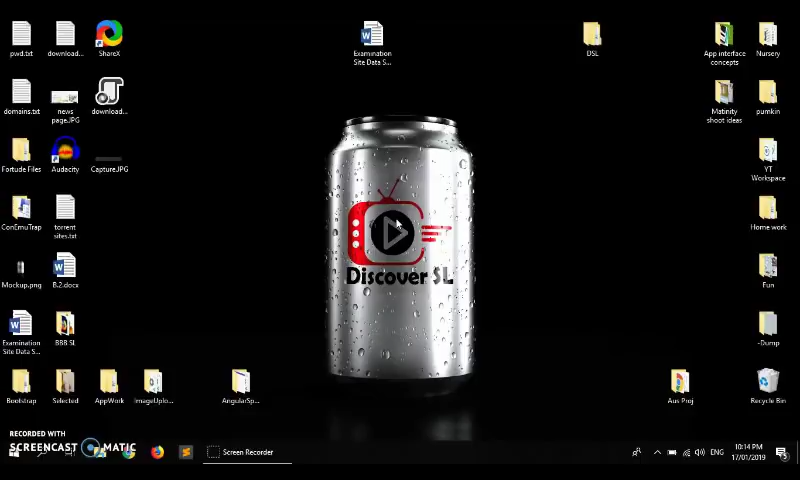 pwd.txt
download...
ShareX
Examination
Site Data S...
DSL
App interface
concepts
Nursery
domains.txt
news
page.JPG
download...
Matinity
shoot ideas
pumkin
Fortude Files
Audacity
Capture.JPG
YT
Workspace
ConEmuTrap
torrent
sites.txt
Home work
Discover SL
Mockup.png
B.2.docx
Fun
Examination
Site Data S...
BBB SL
-Dump
Bootstrap
Selected
AppWork
ImageUplo...
AngularSp...
Aus Proj
Recycle Bin
RECORDED WITH
SCREENCAST MATIC
Screen Recorder
ENG
10:14 PM
17/01/2019
5